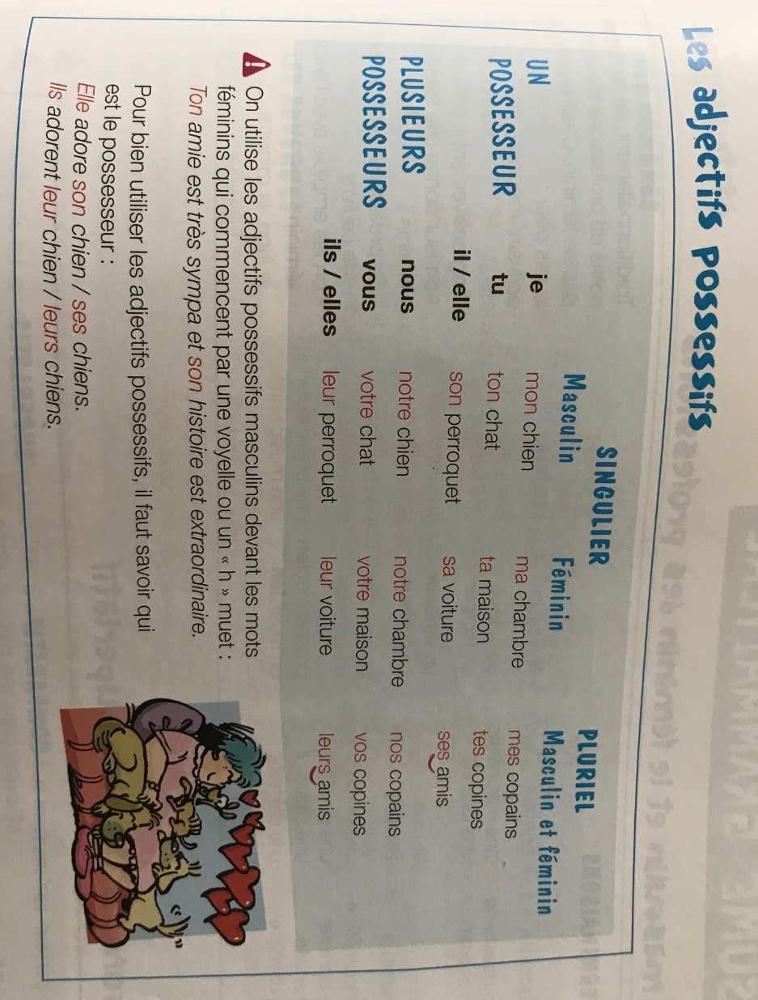 Les adjectifs possessifs
SINGULIER PLURIEL
Masculin Féminin Masculin et féminin
UN je mon chien ma chambre mes copains
POSSESSEUR tu ton chat ta maison tes copines
il / elle son perroquet sa voiture ses amis
PLUSIEURS nous notre chien notre chambre nos copains
POSSESSEURS vous votre chat votre maison vos copines
ils / elles leur perroquet leur voiture leurs amis
On utilise les adjectifs possessifs masculins devant les mots
féminins qui commencent par une voyelle ou un « h » muet :
Ton amie est très sympa et son histoire est extraordinaire.
Pour bien utiliser les adjectifs possessifs, il faut savoir qui
est le possesseur :
Elle adore son chien / ses chiens.
Ils adorent leur chien / leurs chiens.